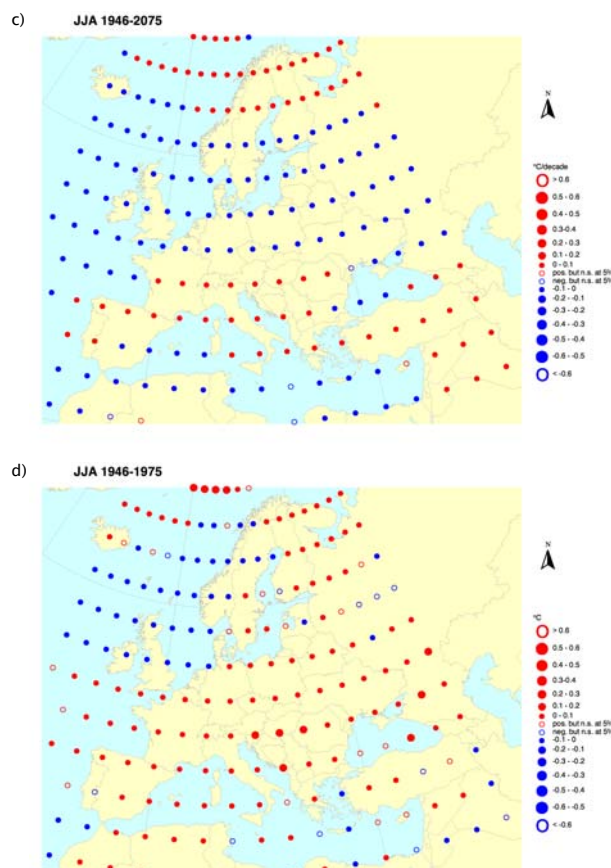 c)
JJA 1946-2075
N
°C/decade
> 0.6
0.5 - 0.6
0.4 - 0.5
0.3-0.4
0.2 - 0.3
0.1 - 0.2
0 - 0.1
pos. but n.s. at 5%
neg. but n.s. at 5%
-0.1 - 0
-0.2 - -0.1
-0.3 - -0.2
-0.4 - -0.3
-0.5 - -0.4
-0.6 - -0.5
< -0.6
d)
JJA 1946-1975
N
°C
> 0.6
0.5 - 0.6
0.4 - 0.5
0.3-0.4
0.2 - 0.3
0.1 - 0.2
0 - 0.1
pos. but n.s. at 5%
neg. but n.s. at 5%
-0.1 - 0
-0.2 - -0.1
-0.3 - -0.2
-0.4 - -0.3
-0.5 - -0.4
-0.6 - -0.5
< -0.6